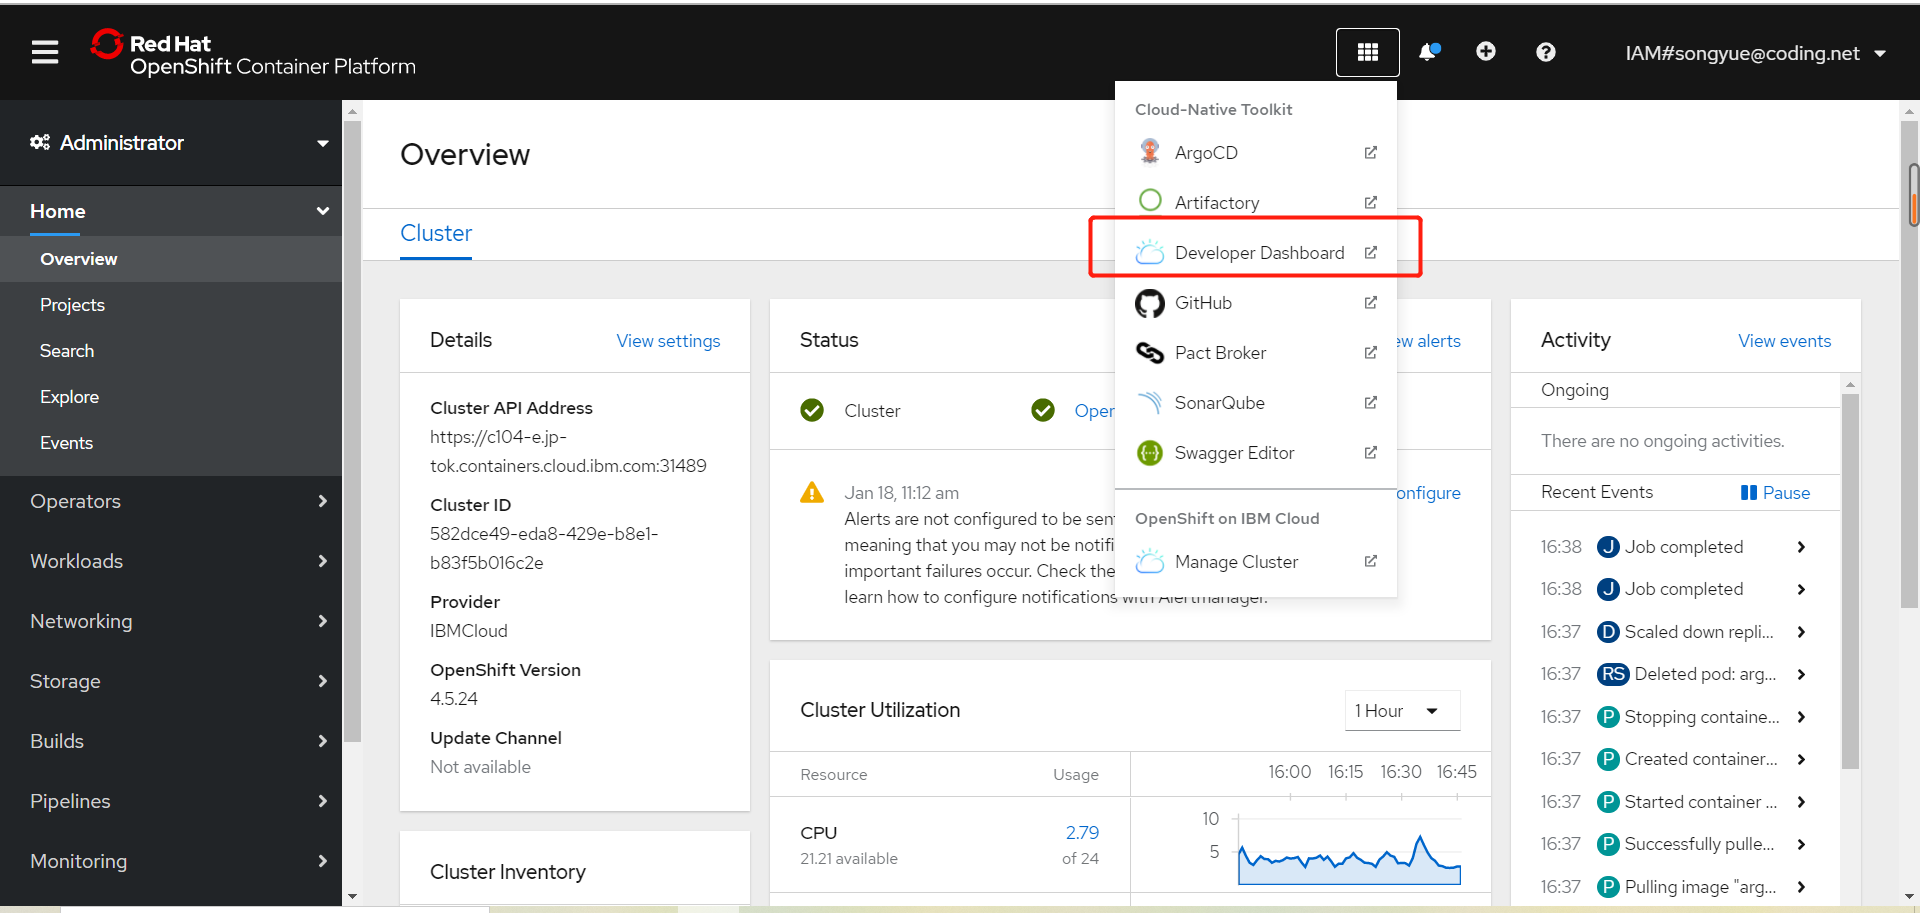 Red Hat
OpenShift Container Platform
IAM#songyue@coding.net
Administrator
Home
Overview
Projects
Search
Explore
Events
Operators
Workloads
Networking
Storage
Builds
Pipelines
Monitoring
Overview
Cluster
Cloud-Native Toolkit
ArgoCD
Artifactory
Developer Dashboard
GitHub
Pact Broker
SonarQube
Swagger Editor
OpenShift on IBM Cloud
Manage Cluster
Details
View settings
Cluster API Address
https://c104-e.jp-
tok.containers.cloud.ibm.com:31489
Cluster ID
582dce49-eda8-429e-b8e1-
b83f5b016c2e
Provider
IBMCloud
OpenShift Version
4.5.24
Update Channel
Not available
Cluster Inventory
Status
alerts
Cluster
Oper
Jan 18, 11:12 am
onfigure
Alerts are not configured to be sen
meaning that you may not be notifi
important failures occur. Check the
learn how to configure notifications with Alertmanager.
Cluster Utilization
1 Hour
Resource
Usage
16:00
16:15
16:30
16:45
CPU
2.79
21.21 available
of 24
10
5
Activity
View events
Ongoing
There are no ongoing activities.
Recent Events
Pause
16:38 J Job completed
16:38 J Job completed
16:37 D Scaled down repli...
16:37 RS Deleted pod: arg...
16:37 P Stopping containe...
16:37 P Created container...
16:37 P Started container ...
16:37 P Successfully pulle...
16:37 P Pulling image "arg...